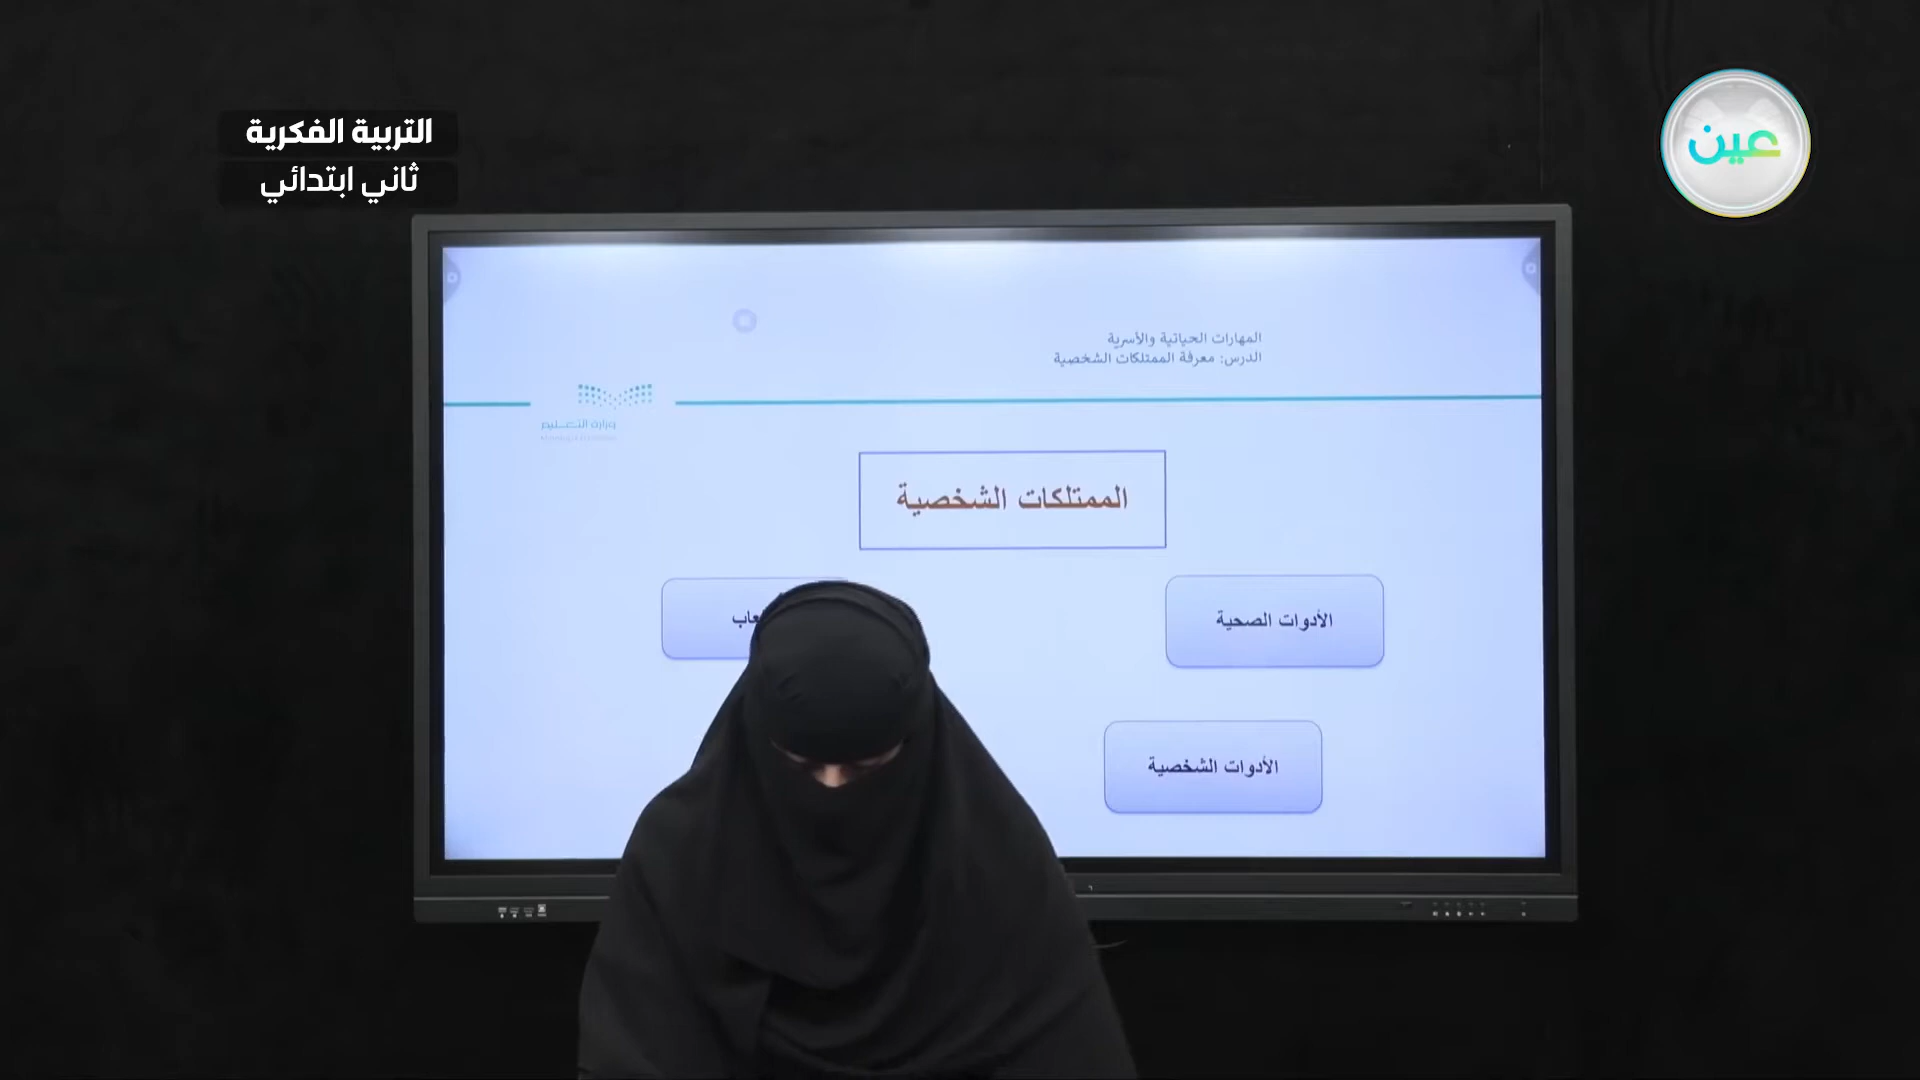 التربية الفكرية
ثاني ابتدائي
عين
المهارات الحياتية والأسرية
الدرس: معرفة الممتلكات الشخصية
وزارة التعليم
الممتلكات الشخصية
الأدوات الصحية
الأدوات الشخصية